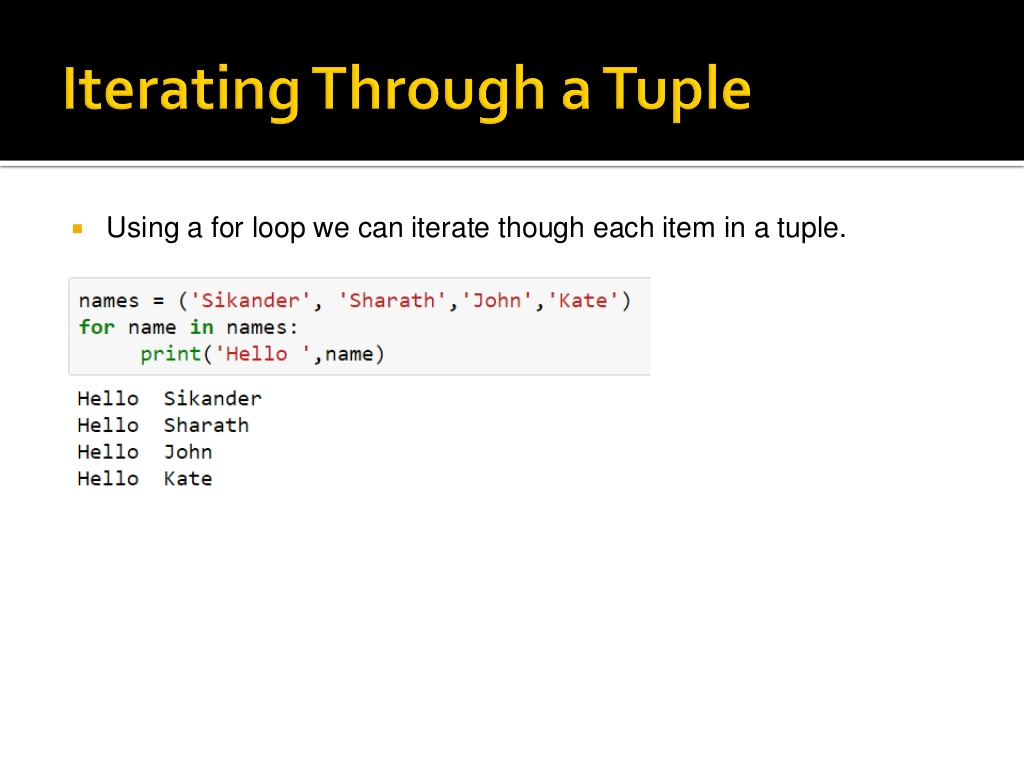 Iterating Through a Tuple
Using a for loop we can iterate though each item in a tuple.
names = ('Sikander', 'Sharath','John','Kate')
for name in names:
     print('Hello ',name)
Hello  Sikander
Hello  Sharath
Hello  John
Hello  Kate